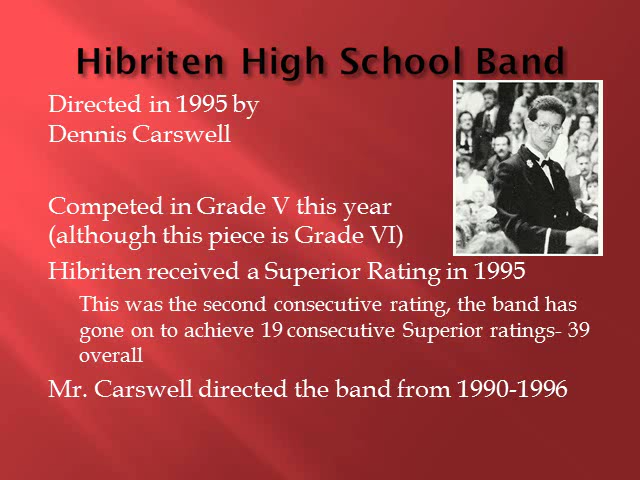 Hibriten High School Band
Directed in 1995 by
Dennis Carswell
Competed in Grade V this year
(although this piece is Grade VI)
Hibriten received a Superior Rating in 1995
This was the second consecutive rating, the band has
gone on to achieve 19 consecutive Superior ratings- 39
overall
Mr. Carswell directed the band from 1990-1996